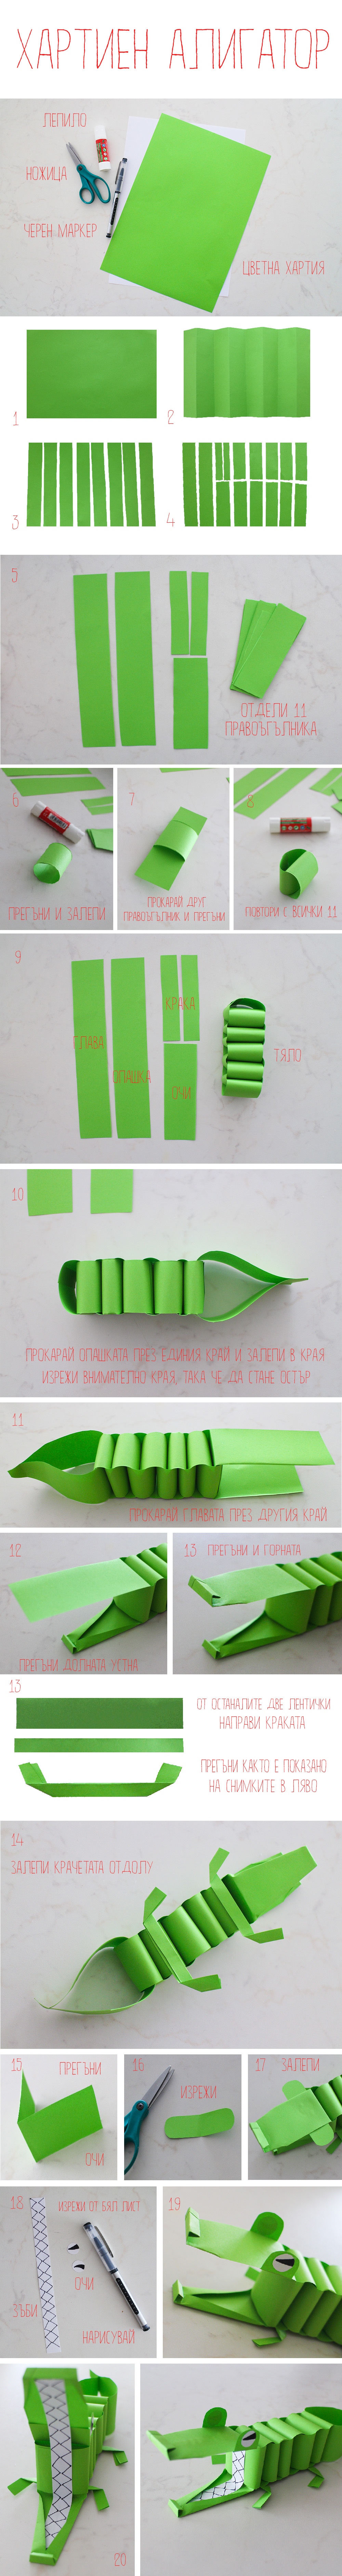 ХАРТИЕН АЛИГАТОР
ЛЕПИЛО
НОЖИЦА
ЧЕРЕН МАРКЕР
ЦВЕТНА ХАРТИЯ
1
2
3
4
5
ОТДЕЛИ 11
ПРАВОЪГЪЛНИКА
6
ПРЕГЪНИ И ЗАЛЕПИ
7
ПРОКАРАЙ ДРУГ
ПРАВОЪГЪЛНИК И ПРЕГЪНИ
8
ПОВТОРИ С ВСИЧКИ 11
9
ГЛАВА
ОПАШКА
КРАКА
ОЧИ
ТЯЛО
10
ПРОКАРАЙ ОПАШКАТА ПРЕЗ ЕДИНИЯ КРАЙ И ЗАЛЕПИ В КРАЯ
ИЗРЕЖИ ВНИМАТЕЛНО КРАЯ, ТАКА ЧЕ ДА СТАНЕ ОСТЪР
11
ПРОКАРАЙ ГЛАВАТА ПРЕЗ ДРУГИЯ КРАЙ
12
ПРЕГЪНИ ДОЛНАТА УСТНА
13 ПРЕГЪНИ И ГОРНАТА
13
ОТ ОСТАНАЛИТЕ ДВЕ ЛЕНТИЧКИ
НАПРАВИ КРАКАТА
ПРЕГЪНИ КАКТО Е ПОКАЗАНО
НА СНИМКИТЕ В ЛЯВО
14
ЗАЛЕПИ КРАЧЕТАТА ОТДОЛУ
15
ПРЕГЪНИ
ОЧИ
16
ИЗРЕЖИ
17 ЗАЛЕПИ
18 ИЗРЕЖИ ОТ БЯЛ ЛИСТ
ОЧИ
ЗЪБИ
НАРИСУВАЙ
19
20